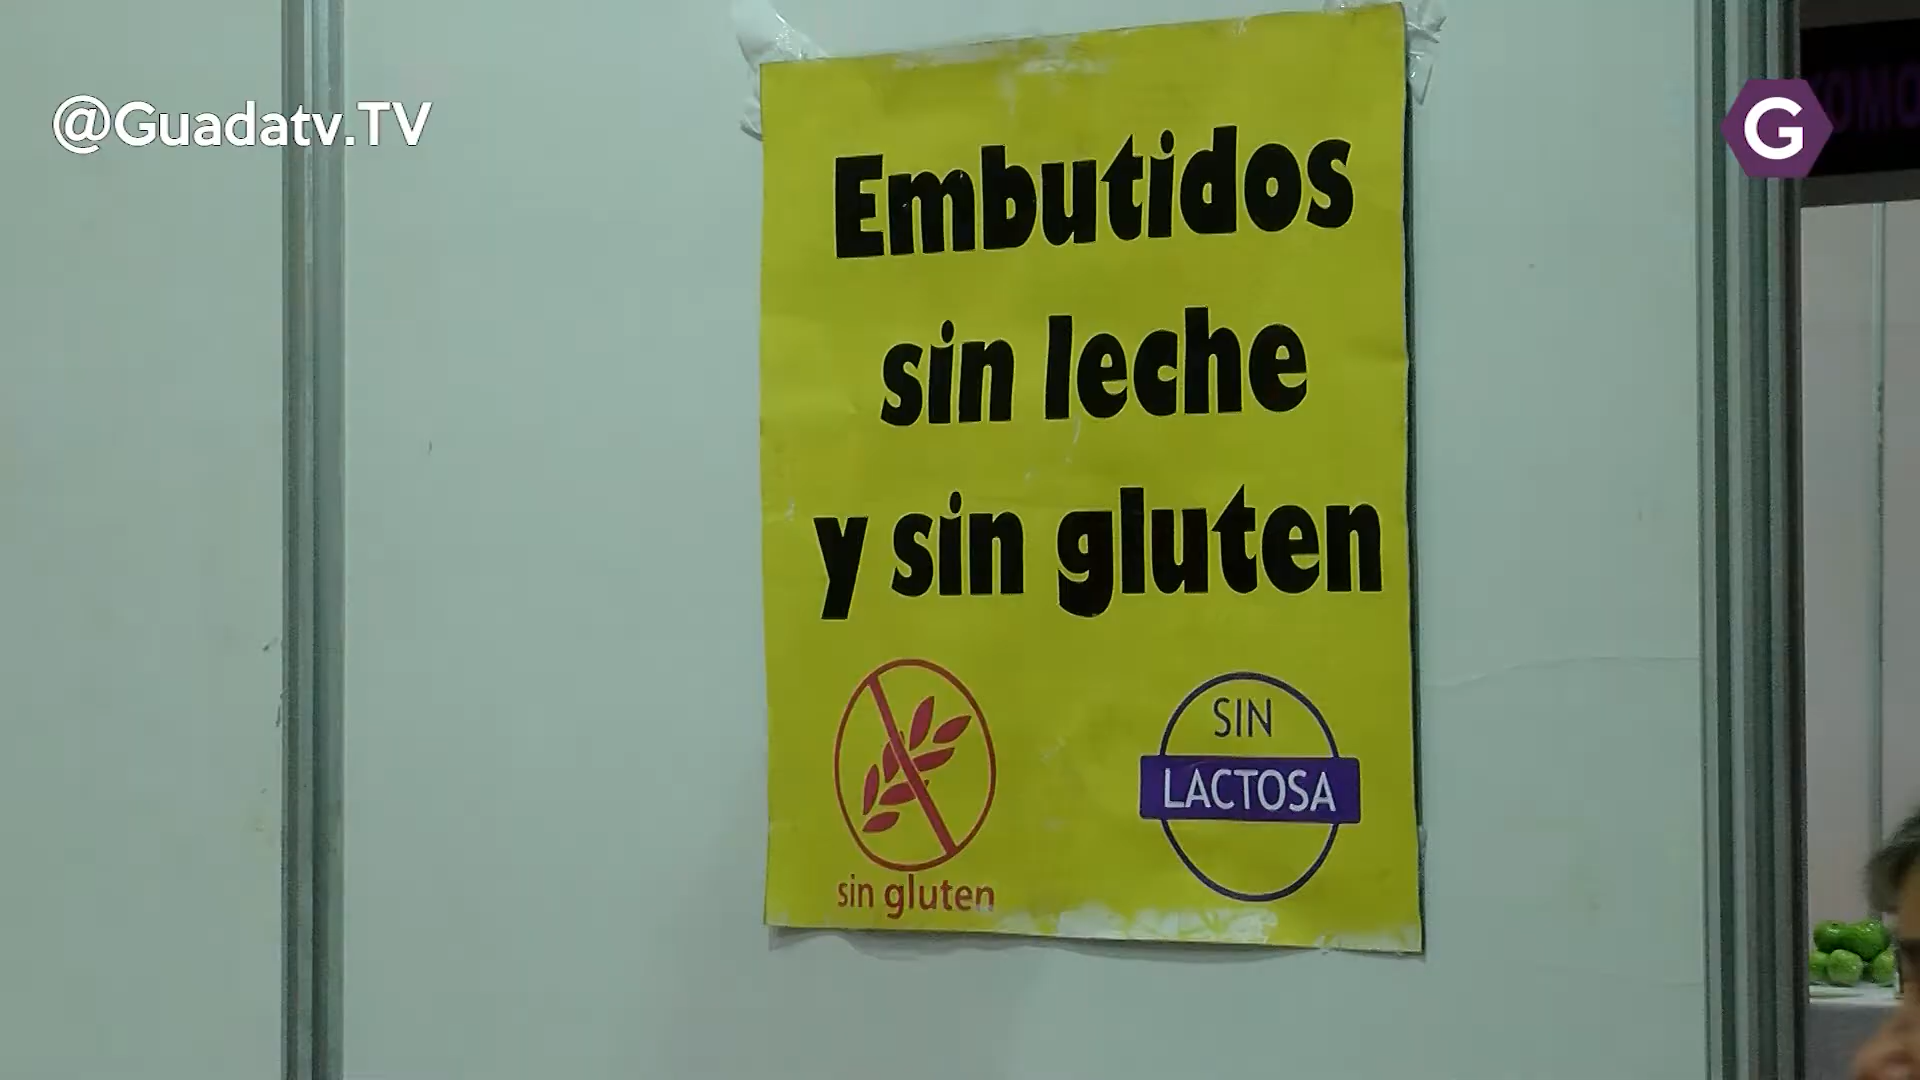 @Guadatv.TV
G
Embutidos
sin leche
y sin gluten
sin gluten
SIN
LACTOSA